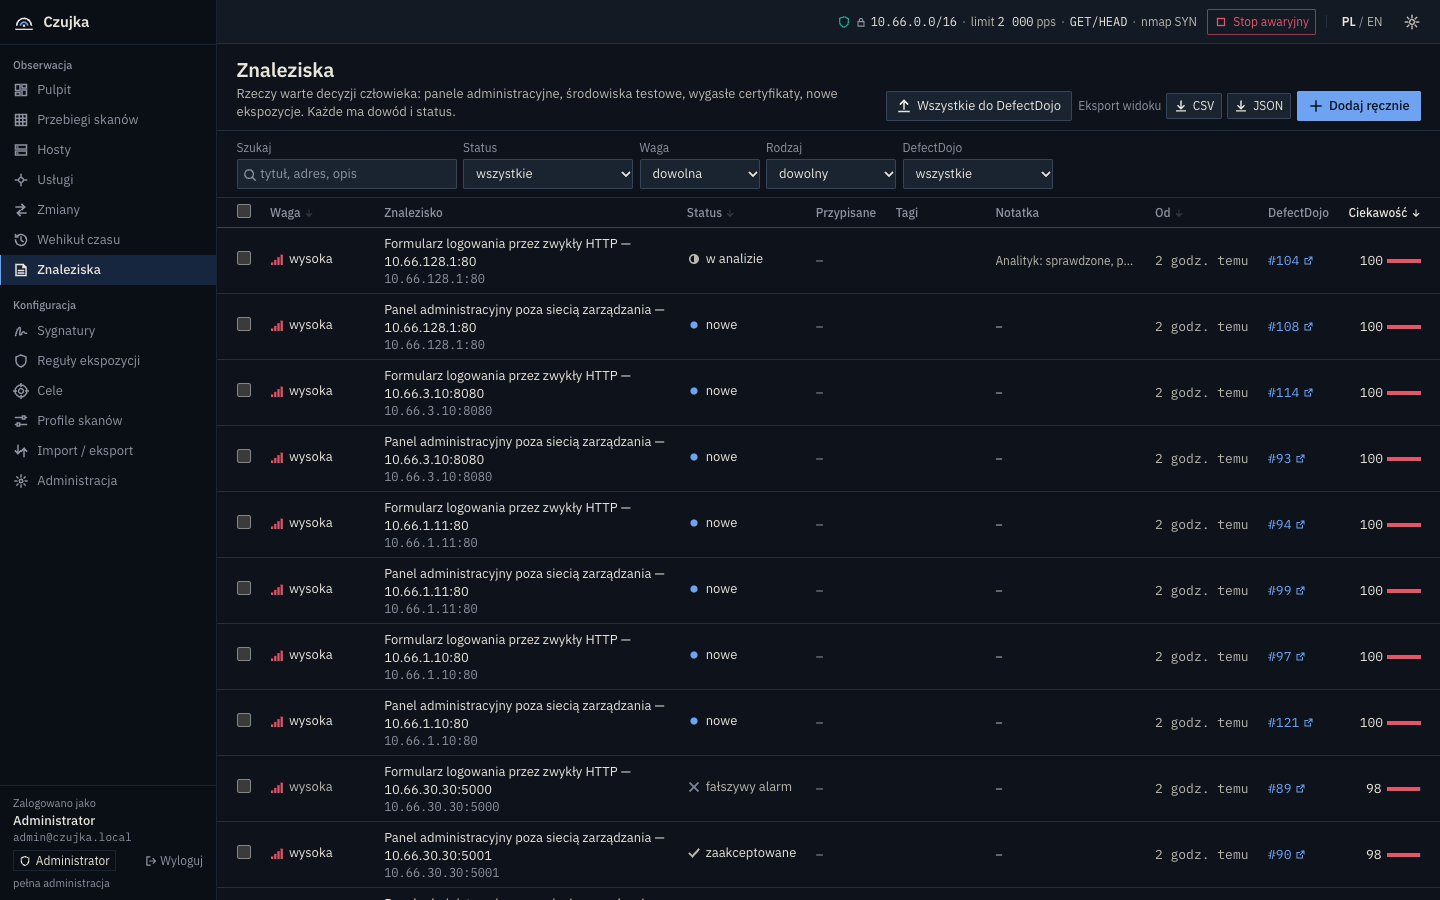 Czujka
10.66.0.0/16 · limit 2 000 pps · GET/HEAD · nmap SYN
Stop awaryjny
PL / EN
Obserwacja
Pulpit
Przebiegi skanów
Hosty
Usługi
Zmiany
Wehikuł czasu
Znaleziska
Konfiguracja
Sygnatury
Reguły ekspozycji
Cele
Profile skanów
Import / eksport
Administracja
Zalogowano jako
Administrator
admin@czujka.local
Administrator
Wyloguj
pełna administracja
Znaleziska
Rzeczy warte decyzji człowieka: panele administracyjne, środowiska testowe, wygasłe certyfikaty, nowe
ekspozycje. Każde ma dowód i status.
Wszystkie do DefectDojo
Eksport widoku
CSV
JSON
Dodaj ręcznie
Szukaj
Status
Waga
Rodzaj
DefectDojo
tytuł, adres, opis
wszystkie
dowolna
dowolny
wszystkie
Waga ↓
Znalezisko
Status ↓
Przypisane
Tagi
Notatka
Od ↓
DefectDojo
Ciekawość ↓
wysoka
Formularz logowania przez zwykły HTTP —
10.66.128.1:80
10.66.128.1:80
w analizie
–
Analityk: sprawdzone, p…
2 godz. temu
#104
100
wysoka
Panel administracyjny poza siecią zarządzania —
10.66.128.1:80
10.66.128.1:80
nowe
–
–
2 godz. temu
#108
100
wysoka
Formularz logowania przez zwykły HTTP —
10.66.3.10:8080
10.66.3.10:8080
nowe
–
–
2 godz. temu
#114
100
wysoka
Panel administracyjny poza siecią zarządzania —
10.66.3.10:8080
10.66.3.10:8080
nowe
–
–
2 godz. temu
#93
100
wysoka
Formularz logowania przez zwykły HTTP —
10.66.1.11:80
10.66.1.11:80
nowe
–
–
2 godz. temu
#94
100
wysoka
Panel administracyjny poza siecią zarządzania —
10.66.1.11:80
10.66.1.11:80
nowe
–
–
2 godz. temu
#99
100
wysoka
Formularz logowania przez zwykły HTTP —
10.66.1.10:80
10.66.1.10:80
nowe
–
–
2 godz. temu
#97
100
wysoka
Panel administracyjny poza siecią zarządzania —
10.66.1.10:80
10.66.1.10:80
nowe
–
–
2 godz. temu
#121
100
wysoka
Formularz logowania przez zwykły HTTP —
10.66.30.30:5000
10.66.30.30:5000
fałszywy alarm
–
–
2 godz. temu
#89
98
wysoka
Panel administracyjny poza siecią zarządzania —
10.66.30.30:5001
10.66.30.30:5001
zaakceptowane
–
–
2 godz. temu
#90
98